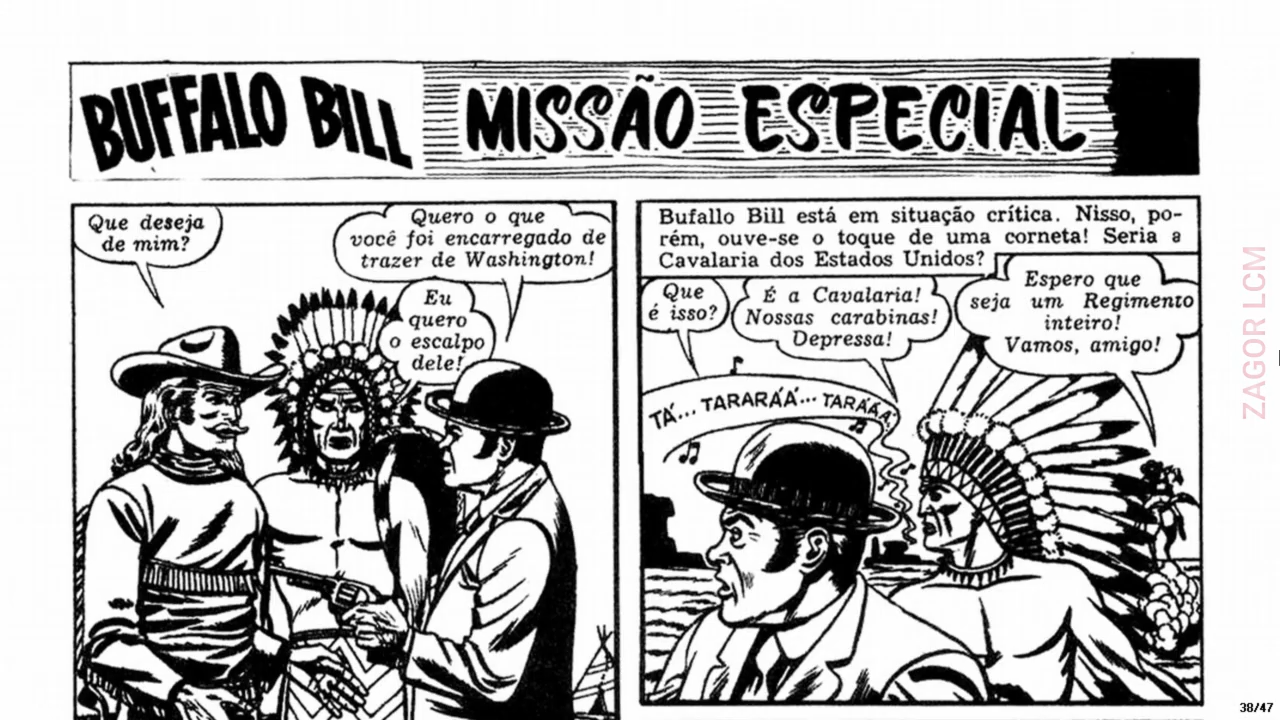 BUFFALO BILL MISSÃO ESPECIAL
Que deseja
de mim?
Quero o que
você foi encarregado de
trazer de Washington!
Eu
quero
o escalpo
dele!
Bufallo Bill está em situação crítica. Nisso, po-
rém, ouve-se o toque de uma corneta! Seria a
Cavalaria dos Estados Unidos?
Que
é isso?
É a Cavalaria!
Nossas carabinas!
Depressa!
Espero que
seja um Regimento
inteiro!
Vamos, amigo!
TÁ... TARARÁÁ... TARÁÁÁ
ZAGOR LCM
38/47